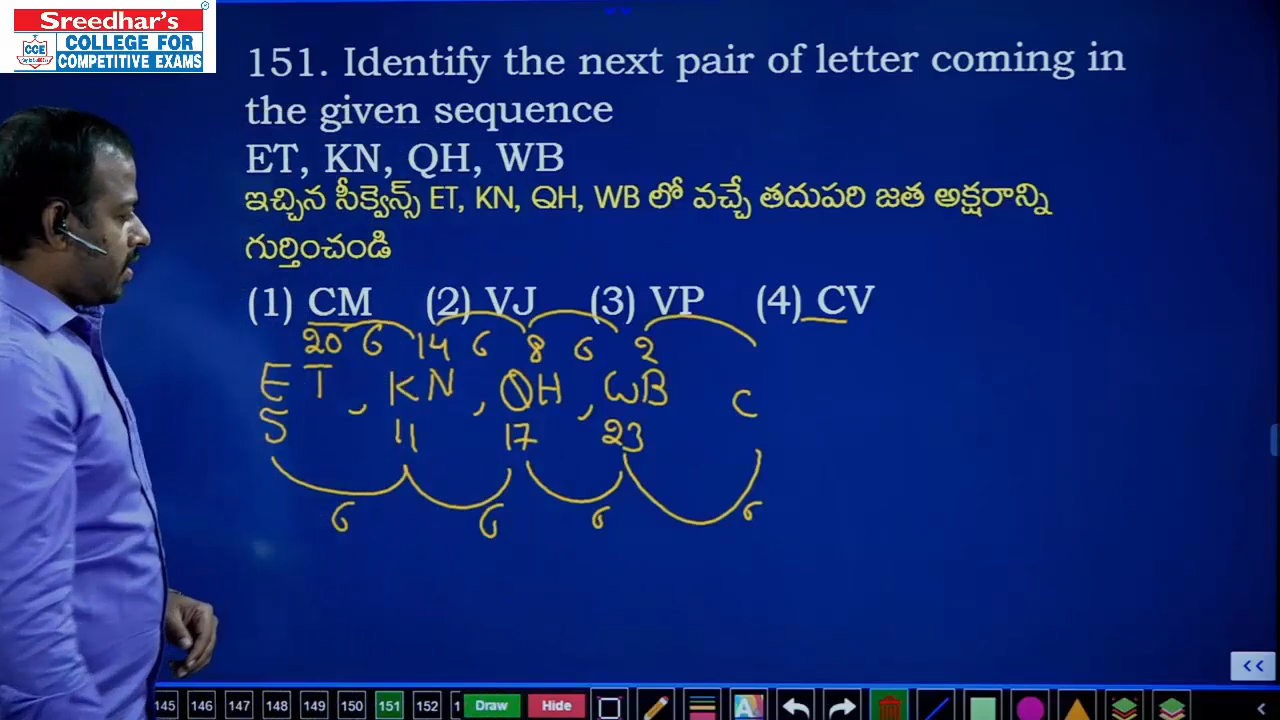 Sreedhar's
CCE
COLLEGE FOR
COMPETITIVE EXAMS
151. Identify the next pair of letter coming in
the given sequence
ET, KN, QH, WB
ఇచ్చిన సీక్వెన్స్ ET, KN, QH, WB లో వచ్చే తదుపరి జత అక్షరాన్ని
గుర్తించండి
(1) CM (2) VJ (3) VP (4) CV
20 6 14 6 8 6 2
ET, KN, QH, WB C
5 11 17 23
6 6 6 6
145 146 147 148 149 150 151 152 1 Draw Hide